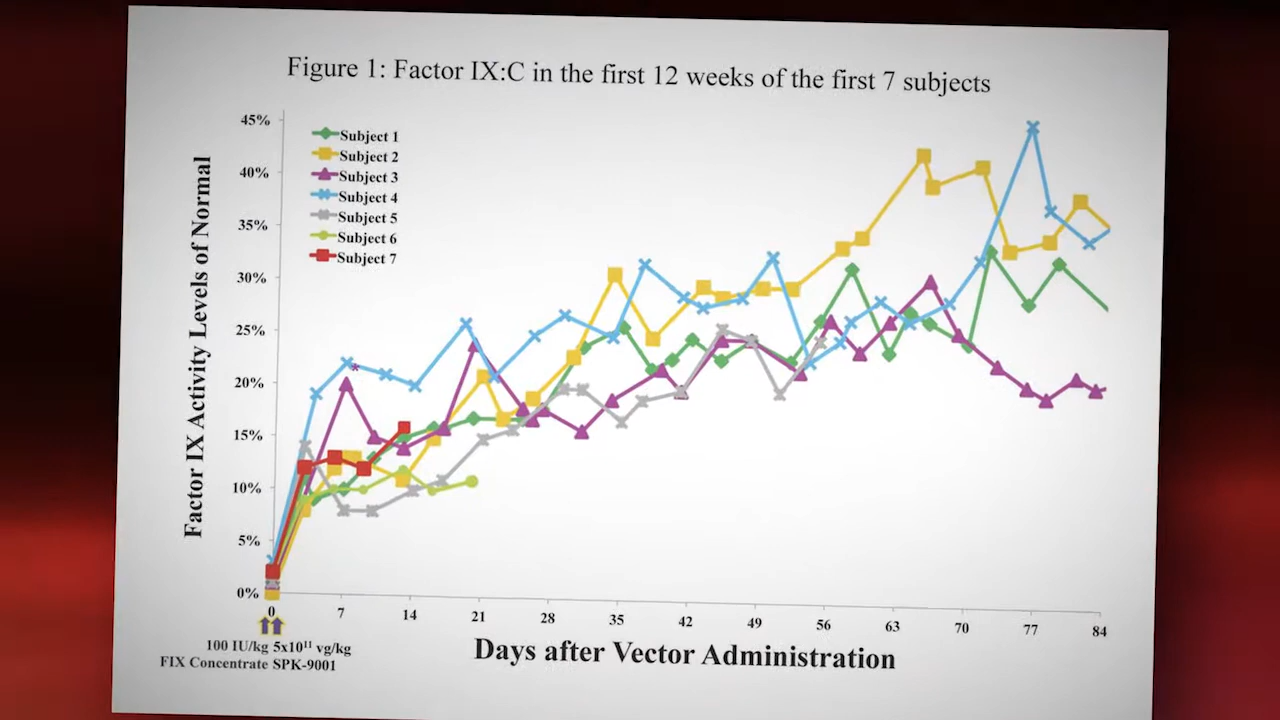 Figure 1: Factor IX:C in the first 12 weeks of the first 7 subjects
Factor IX Activity Levels of Normal
45%
40%
35%
30%
25%
20%
15%
10%
5%
0%
Subject 1
Subject 2
Subject 3
Subject 4
Subject 5
Subject 6
Subject 7
*
0 7 14 21 28 35 42 49 56 63 70 77 84
100 IU/kg 5x10¹¹ vg/kg
FIX Concentrate SPK-9001
Days after Vector Administration